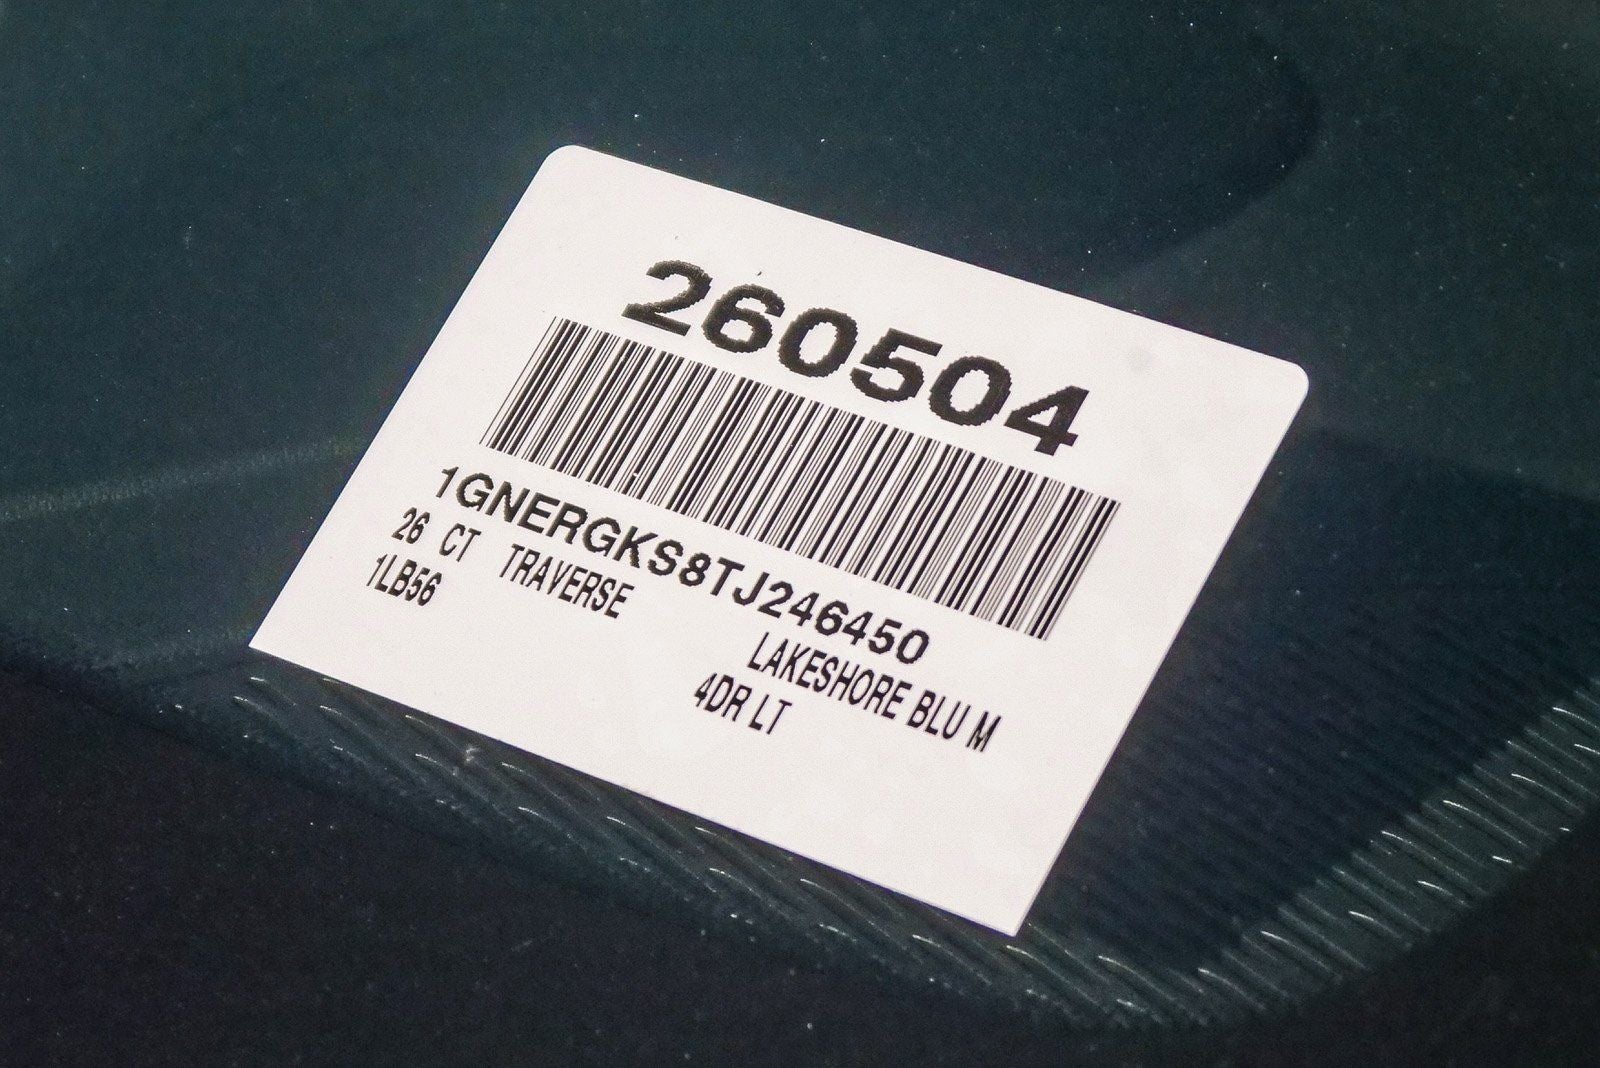 260504
1GNERGKS8TJ246450
26 CT TRAVERSE LAKESHORE BLU M
1LB56 4DR LT